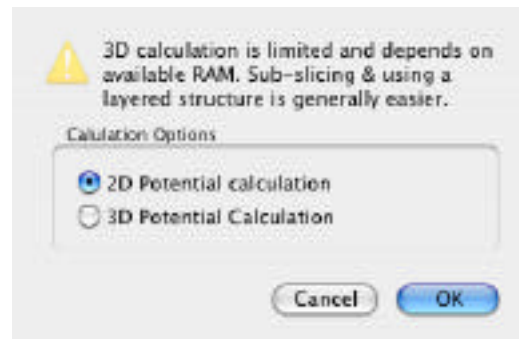 3D calculation is limited and depends on
available RAM. Sub-slicing & using a
layered structure is generally easier.
Calulation Options
2D Potential calculation
3D Potential Calculation
Cancel OK